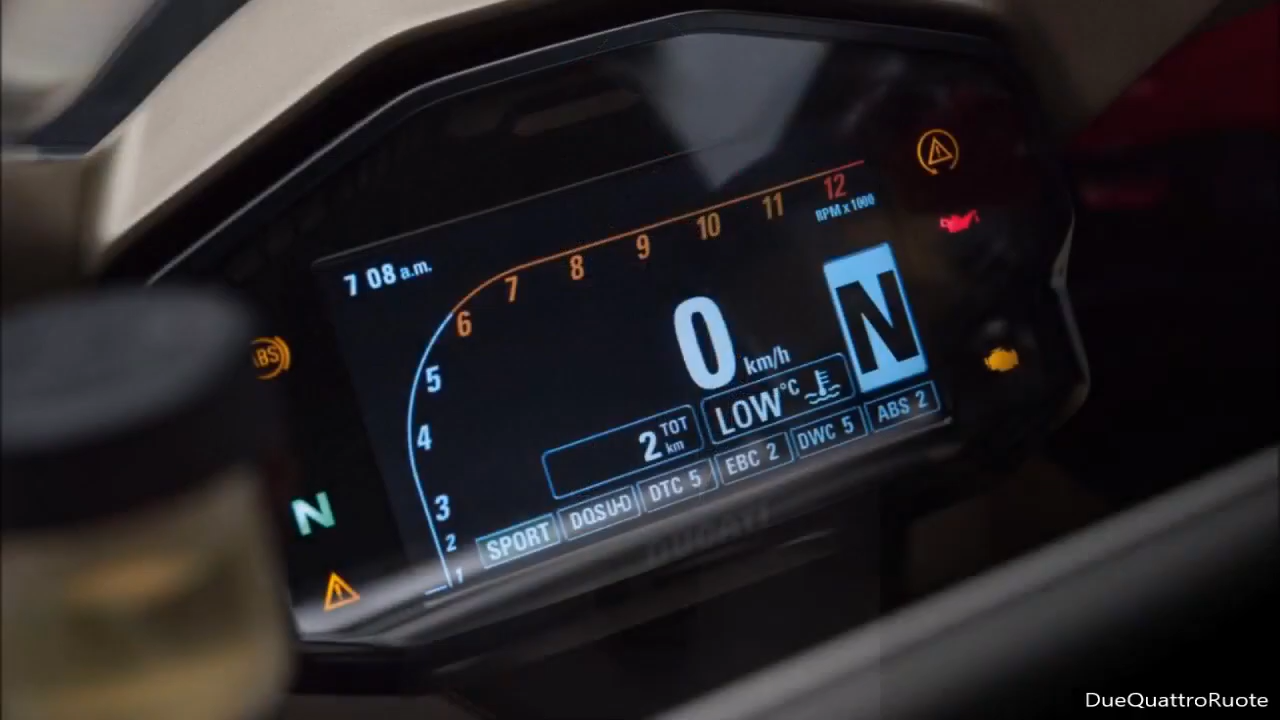 7 08 a.m.
12
11
10
9
8
7
6
5
4
3
2
1
RPM x 1000
0 km/h
N
LOW °C
2 TOT km
SPORT
DQS U-D
DTC 5
EBC 2
DWC 5
ABS 2
ABS
N
DUCATI
DueQuattroRuote